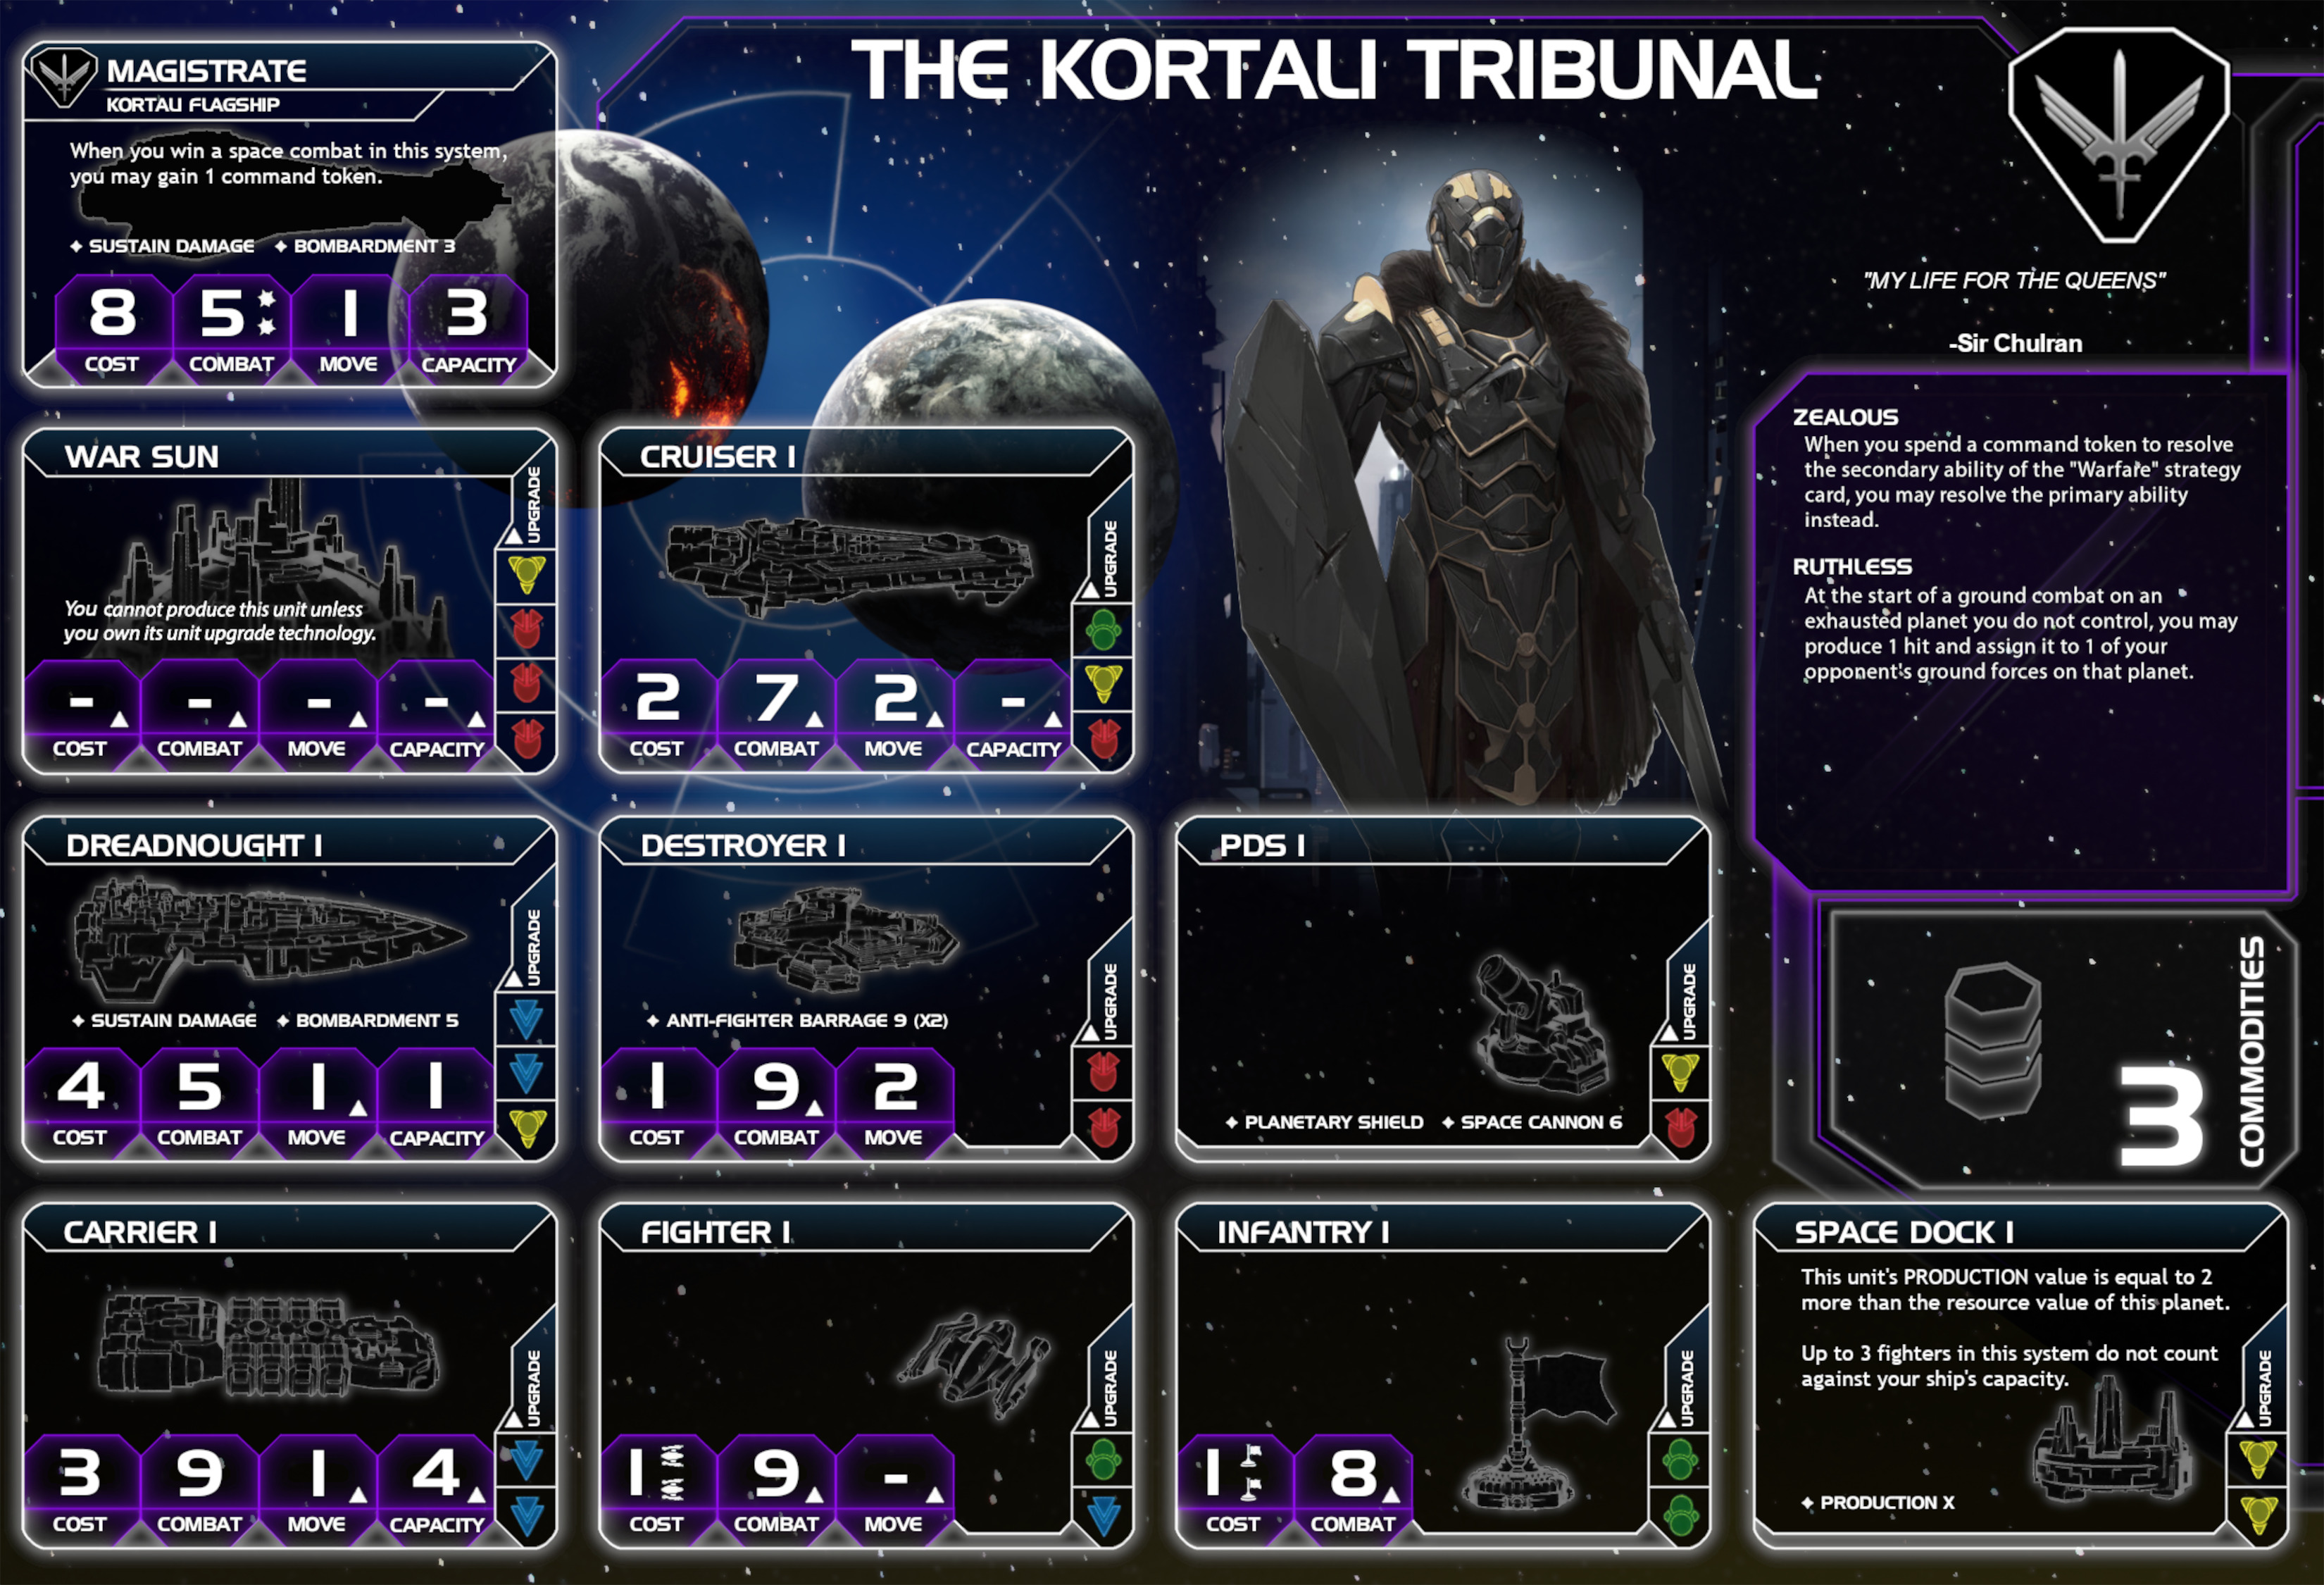 THE KORTALI TRIBUNAL
MAGISTRATE
KORTALI FLAGSHIP
When you win a space combat in this system,
you may gain 1 command token.
SUSTAIN DAMAGE BOMBARDMENT 3
8 5 1 3
COST COMBAT MOVE CAPACITY
"MY LIFE FOR THE QUEENS"
-Sir Chulran
ZEALOUS
When you spend a command token to resolve
the secondary ability of the "Warfare" strategy
card, you may resolve the primary ability
instead.
RUTHLESS
At the start of a ground combat on an
exhausted planet you do not control, you may
produce 1 hit and assign it to 1 of your
opponent's ground forces on that planet.
WAR SUN
UPGRADE
You cannot produce this unit unless
you own its unit upgrade technology.
- - - -
COST COMBAT MOVE CAPACITY
CRUISER I
UPGRADE
2 7 2 -
COST COMBAT MOVE CAPACITY
DREADNOUGHT I
UPGRADE
SUSTAIN DAMAGE BOMBARDMENT 5
4 5 1 1
COST COMBAT MOVE CAPACITY
DESTROYER I
UPGRADE
ANTI-FIGHTER BARRAGE 9 (X2)
1 9 2
COST COMBAT MOVE
PDS I
UPGRADE
PLANETARY SHIELD SPACE CANNON 6
3
COMMODITIES
CARRIER I
UPGRADE
3 9 1 4
COST COMBAT MOVE CAPACITY
FIGHTER I
UPGRADE
1 9 -
COST COMBAT MOVE
INFANTRY I
UPGRADE
1 8
COST COMBAT
SPACE DOCK I
This unit's PRODUCTION value is equal to 2
more than the resource value of this planet.
Up to 3 fighters in this system do not count
against your ship's capacity.
UPGRADE
PRODUCTION X